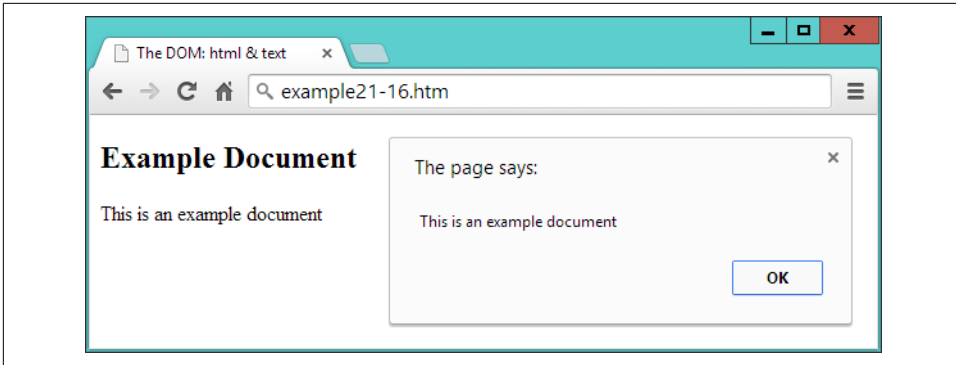 The DOM: html & text
example21-16.htm
Example Document
This is an example document
The page says:
This is an example document
OK